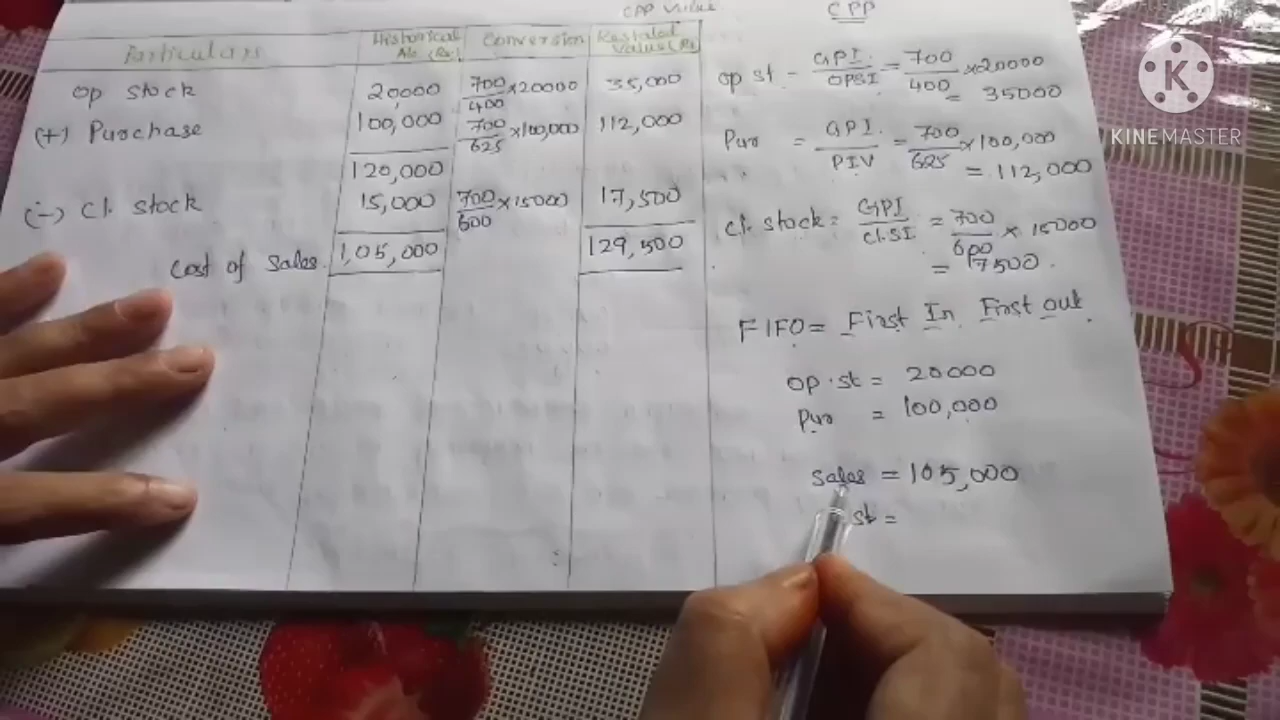 CPP Value
CPP
Particulars Historical Conversion Restated
At. (Rs.) Values (Rs)
op stock 20,000 700/400 × 20000 35,000
(+) Purchase 100,000 700/625 × 100,000 112,000
120,000
(-) Cl. stock 15,000 700/600 × 15000 17,500
Cost of Sales. 1,05,000 129,500
op st - GPI./OPSI = 700/400 × 20000
= 35000
Pur = GPI./PIV = 700/625 × 100,000
= 112,000
Cl. stock = GPI/Cl.SI = 700/600 × 15000
= 17500.
FIFO = First In First out.
op.st = 20000
Pur = 100,000
Sales = 105,000
st =
K
KINEMASTER